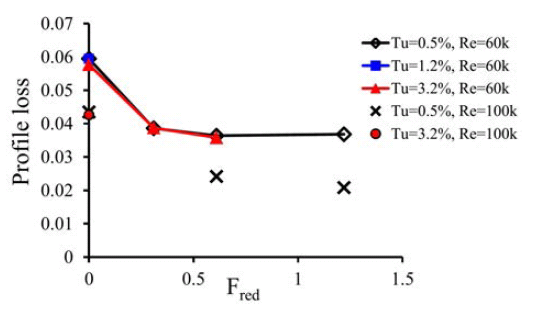 0.07
0.06
0.05
0.04
0.03
0.02
0.01
0
Profile loss
0 0.5 1 1.5
F_red
Tu=0.5%, Re=60k
Tu=1.2%, Re=60k
Tu=3.2%, Re=60k
Tu=0.5%, Re=100k
Tu=3.2%, Re=100k